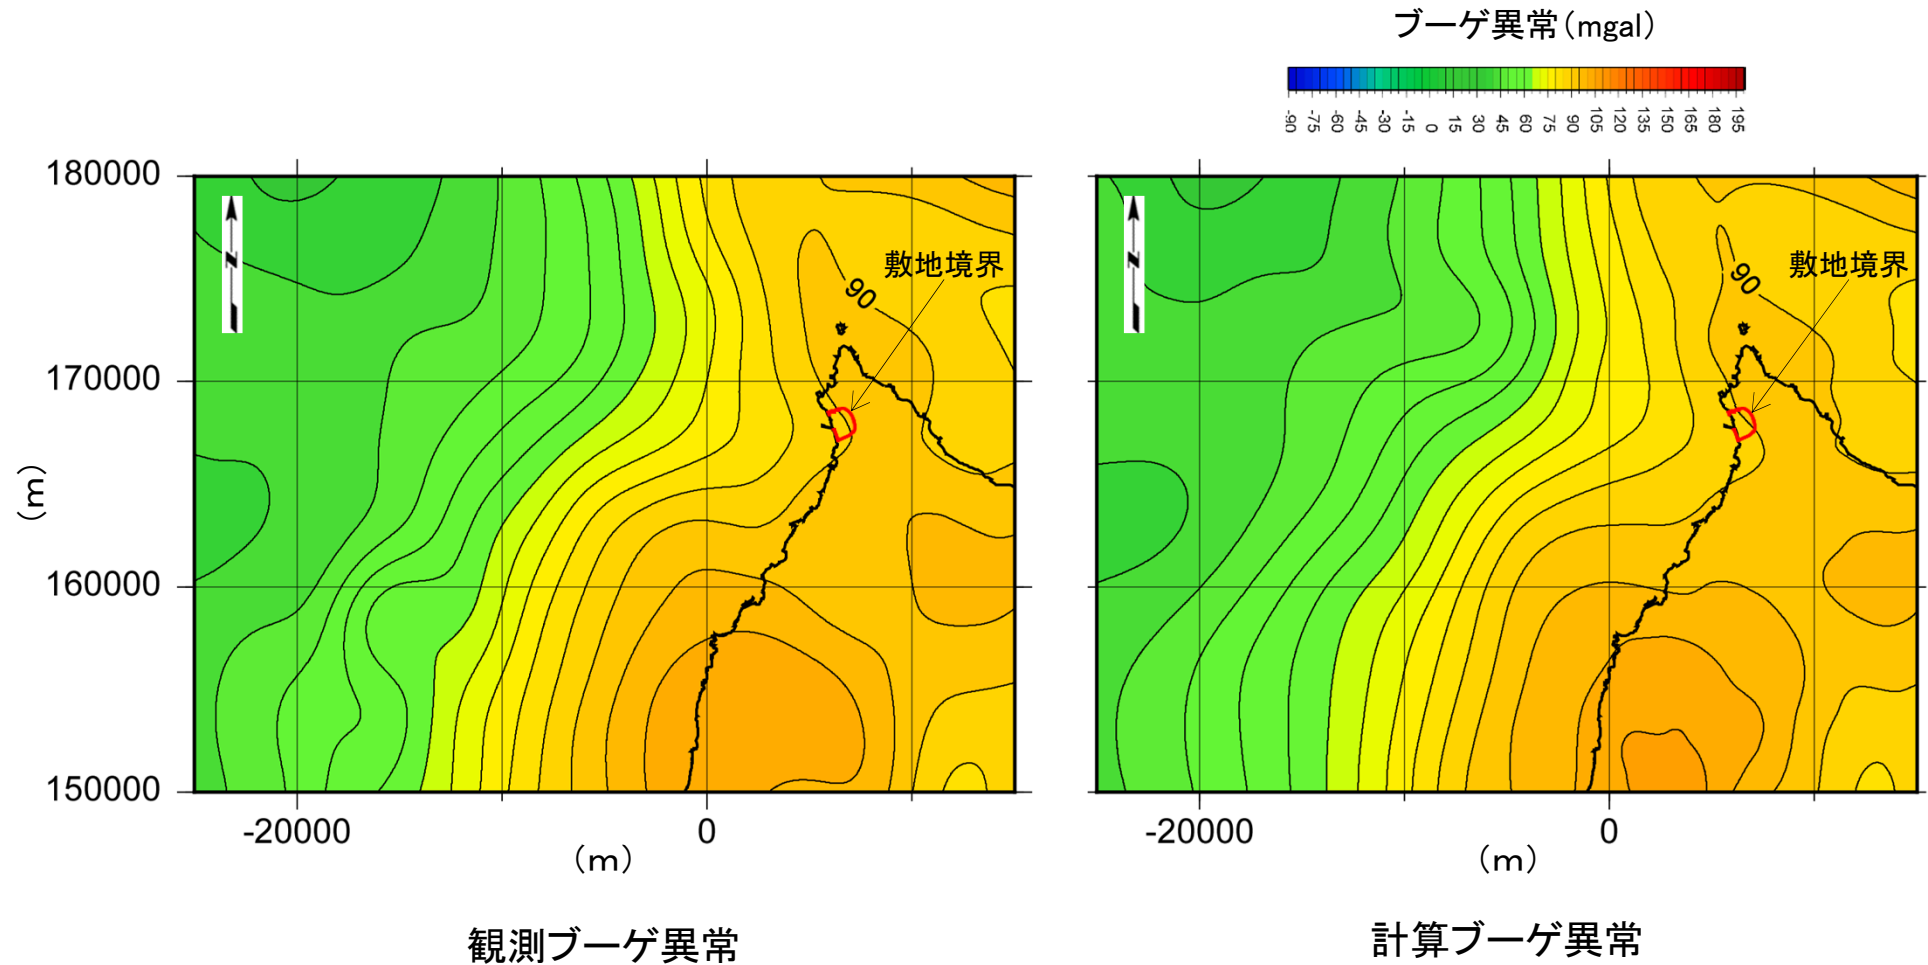 ブーゲ異常（mgal）
-90 -75 -60 -45 -30 -15 0 15 30 45 60 75 90 105 120 135 150 165 180 195
180000
170000
160000
150000
（m）
N
敷地境界
90
-20000 0
（m）
観測ブーゲ異常
N
敷地境界
90
-20000 0
（m）
計算ブーゲ異常